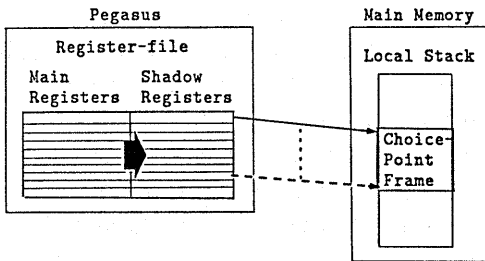 Pegasus
Register-file
Main Shadow
Registers Registers
Main Memory
Local Stack
Choice-
Point
Frame